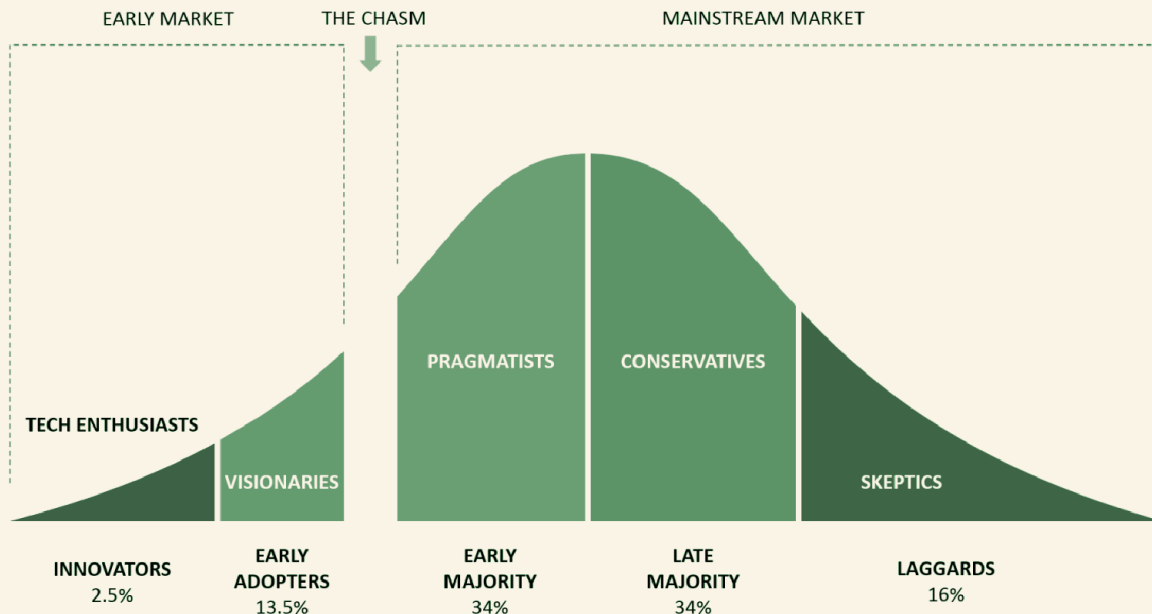 EARLY MARKET
THE CHASM
MAINSTREAM MARKET
PRAGMATISTS
CONSERVATIVES
TECH ENTHUSIASTS
VISIONARIES
SKEPTICS
INNOVATORS
2.5%
EARLY
ADOPTERS
13.5%
EARLY
MAJORITY
34%
LATE
MAJORITY
34%
LAGGARDS
16%